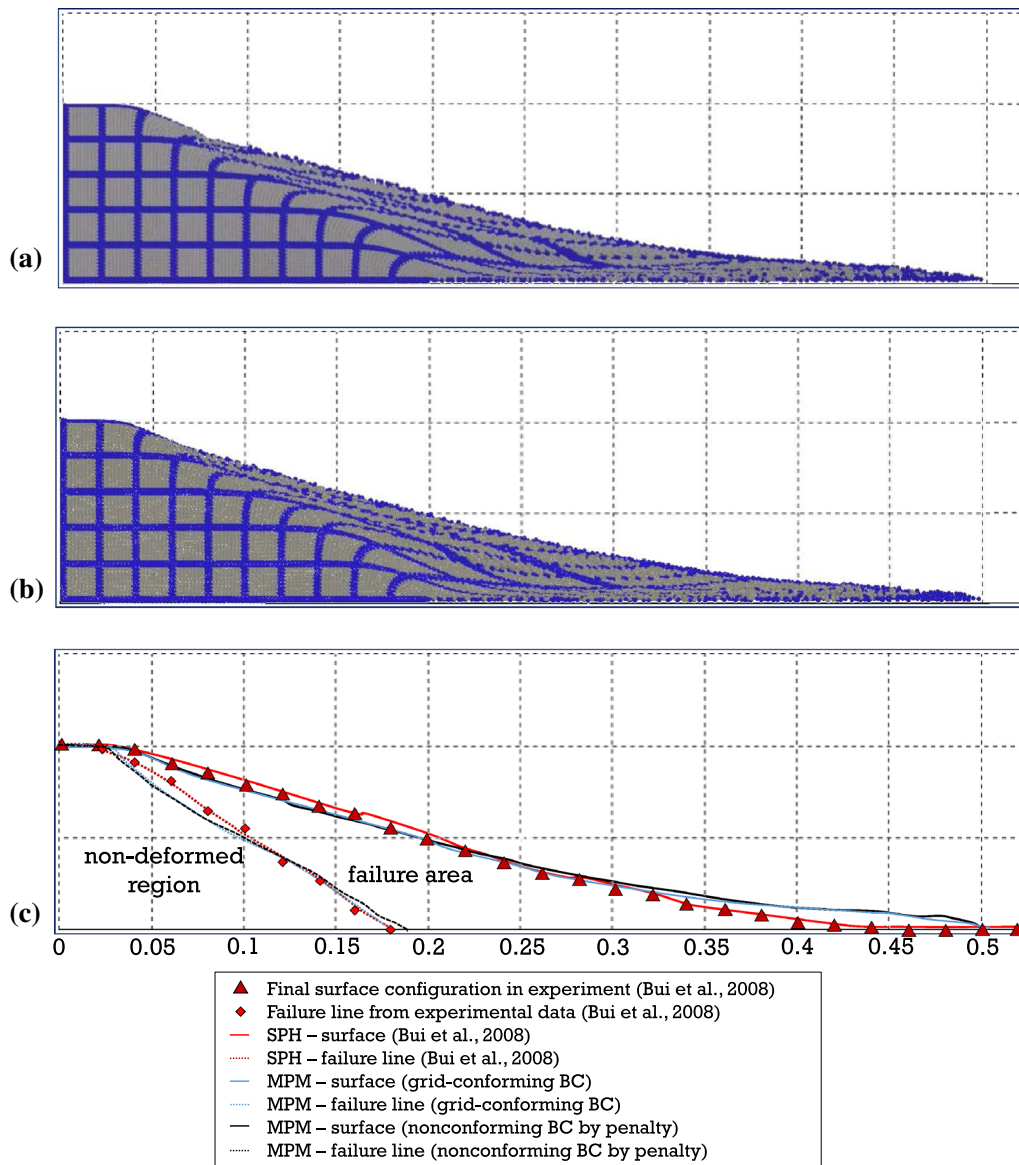 (a)
(b)
non-deformed
region
failure area
(c)
0 0.05 0.1 0.15 0.2 0.25 0.3 0.35 0.4 0.45 0.5
Final surface configuration in experiment (Bui et al., 2008)
Failure line from experimental data (Bui et al., 2008)
SPH – surface (Bui et al., 2008)
SPH – failure line (Bui et al., 2008)
MPM – surface (grid-conforming BC)
MPM – failure line (grid-conforming BC)
MPM – surface (nonconforming BC by penalty)
MPM – failure line (nonconforming BC by penalty)